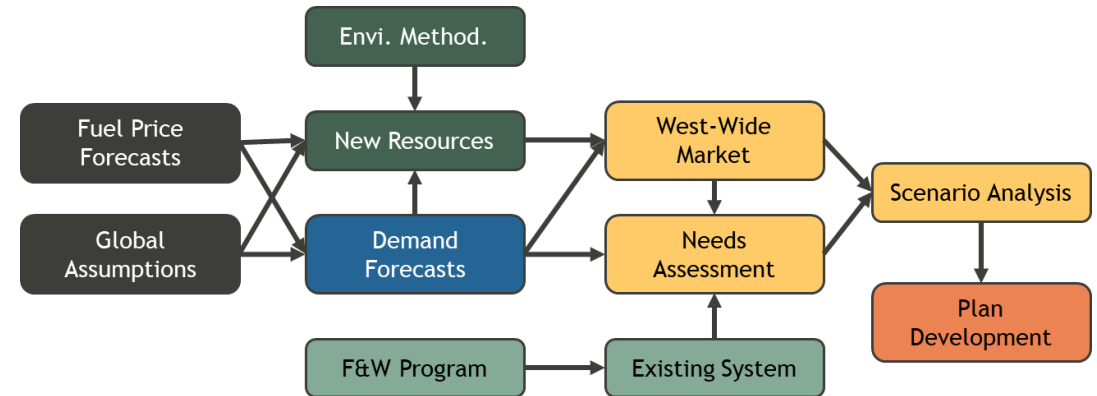 Envi. Method.
Fuel Price
Forecasts
New Resources
West-Wide
Market
Scenario Analysis
Global
Assumptions
Demand
Forecasts
Needs
Assessment
Plan
Development
F&W Program
Existing System